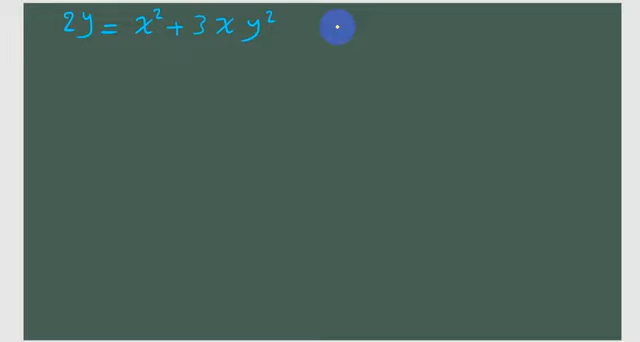 2y = x² + 3xy²